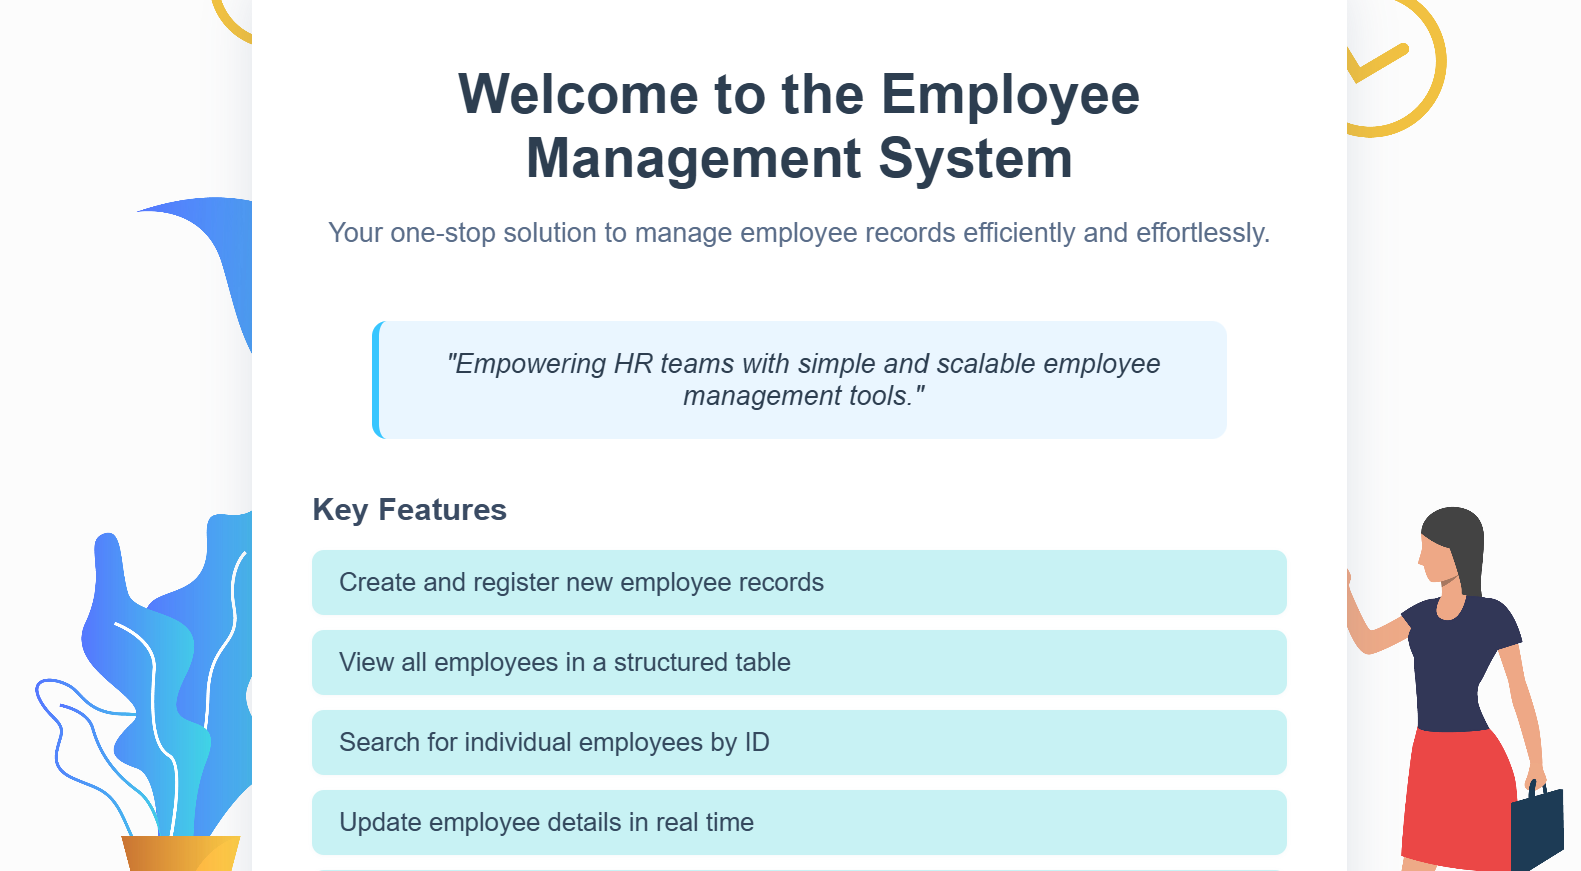 Welcome to the Employee
Management System
Your one-stop solution to manage employee records efficiently and effortlessly.
"Empowering HR teams with simple and scalable employee
management tools."
Key Features
Create and register new employee records
View all employees in a structured table
Search for individual employees by ID
Update employee details in real time